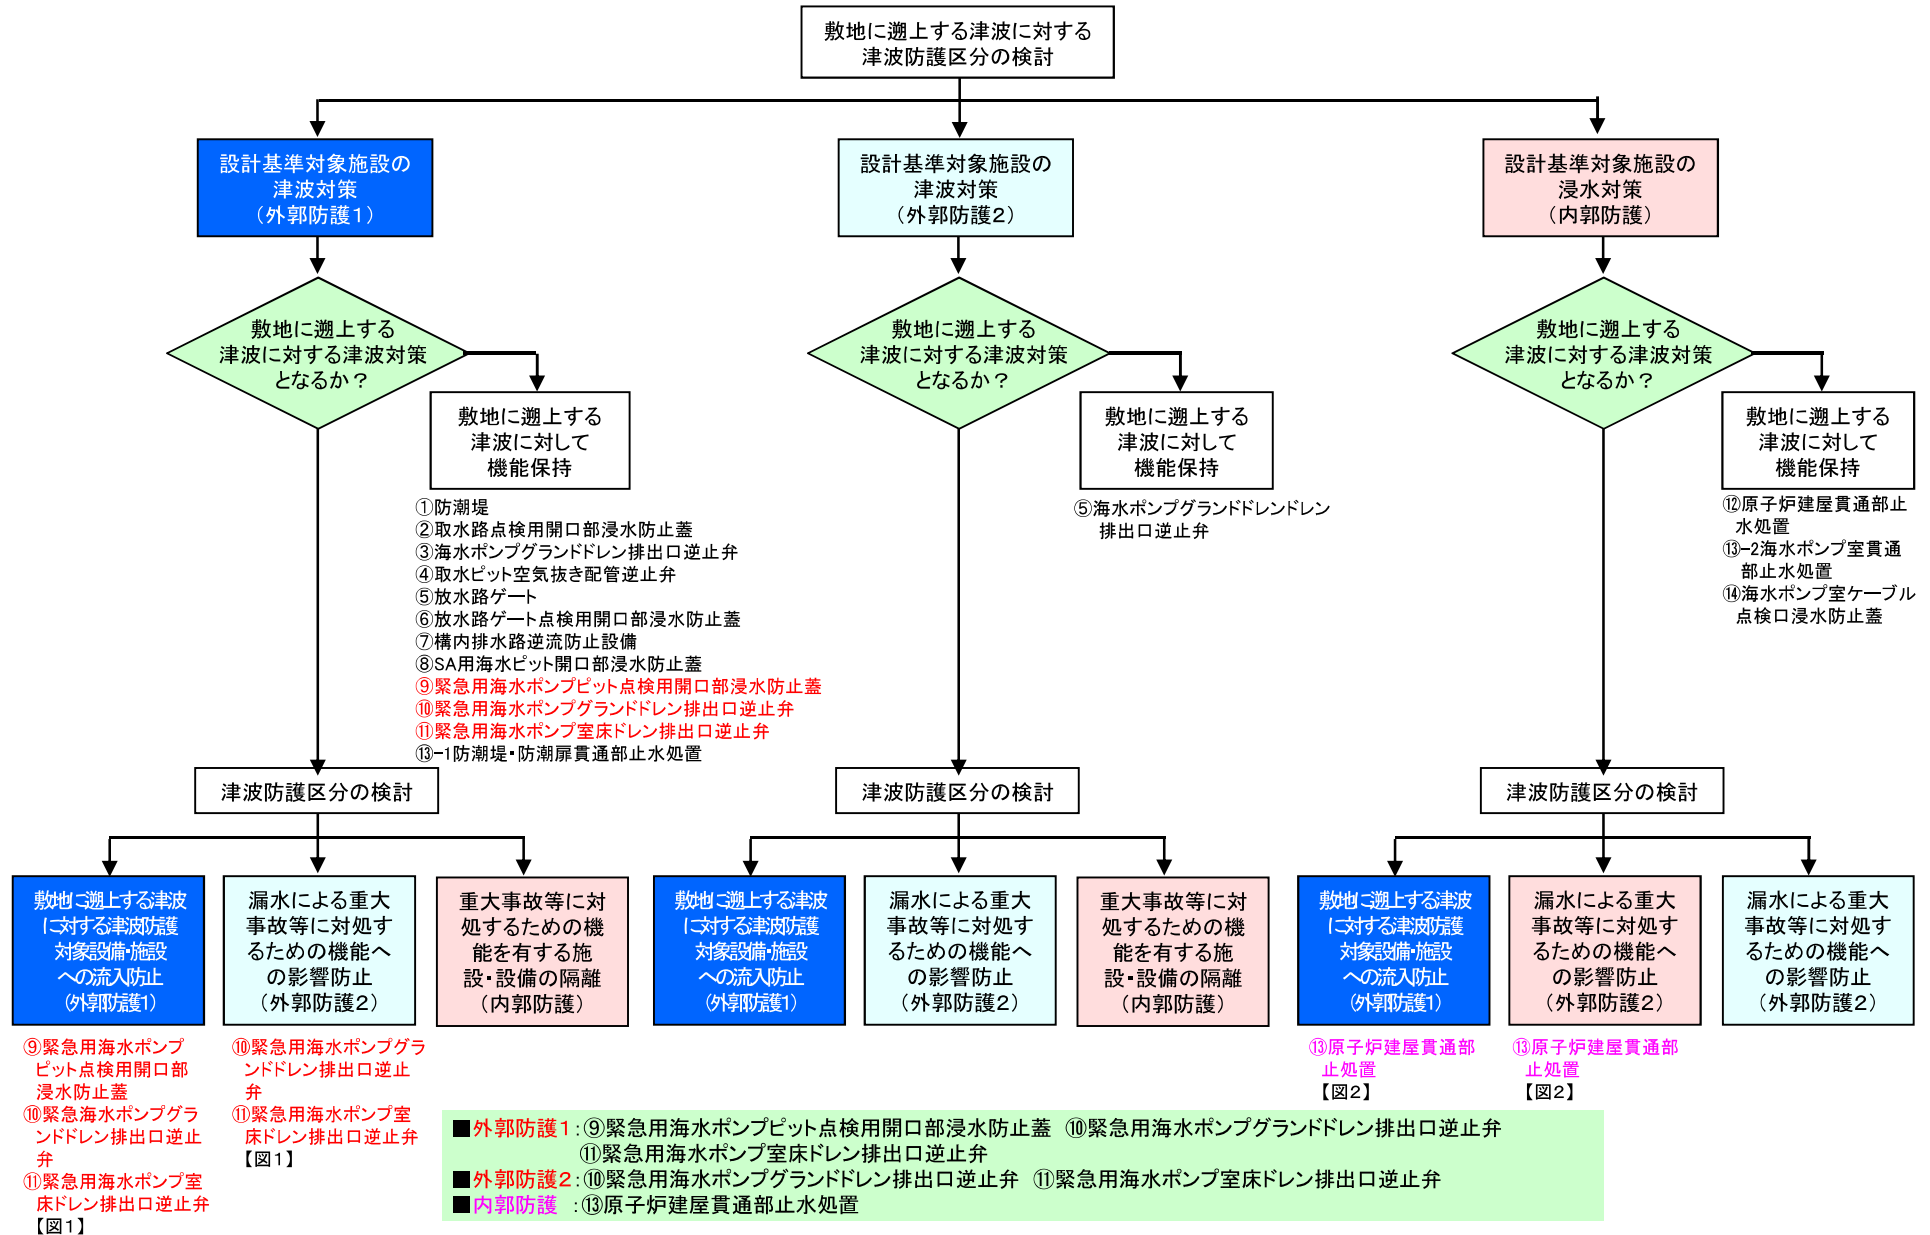 敷地に遡上する津波に対する
津波防護区分の検討
設計基準対象施設の
津波対策
（外郭防護１）
設計基準対象施設の
津波対策
（外郭防護２）
設計基準対象施設の
浸水対策
（内郭防護）
敷地に遡上する
津波に対する津波対策
となるか？
敷地に遡上する
津波に対する津波対策
となるか？
敷地に遡上する
津波に対する津波対策
となるか？
敷地に遡上する
津波に対して
機能保持
敷地に遡上する
津波に対して
機能保持
敷地に遡上する
津波に対して
機能保持
①防潮堤
②取水路点検用開口部浸水防止蓋
③海水ポンプグランドドレン排出口逆止弁
④取水ピット空気抜き配管逆止弁
⑤放水路ゲート
⑥放水路ゲート点検用開口部浸水防止蓋
⑦構内排水路逆流防止設備
⑧SA用海水ピット開口部浸水防止蓋
⑨緊急用海水ポンプピット点検用開口部浸水防止蓋
⑩緊急用海水ポンプグランドドレン排出口逆止弁
⑪緊急用海水ポンプ室床ドレン排出口逆止弁
⑬-1防潮堤・防潮扉貫通部止水処置
⑤海水ポンプグランドドレンドレン
排出口逆止弁
⑫原子炉建屋貫通部止
水処置
⑬-2海水ポンプ室貫通
部止水処置
⑭海水ポンプ室ケーブル
点検口浸水防止蓋
津波防護区分の検討
津波防護区分の検討
津波防護区分の検討
敷地に遡上する津波
に対する津波防護
対象設備・施設
への流入防止
（外郭防護1）
漏水による重大
事故等に対処す
るための機能へ
の影響防止
（外郭防護２）
重大事故等に対
処するための機
能を有する施
設・設備の隔離
（内郭防護）
敷地に遡上する津波
に対する津波防護
対象設備・施設
への流入防止
（外郭防護1）
漏水による重大
事故等に対処す
るための機能へ
の影響防止
（外郭防護２）
重大事故等に対
処するための機
能を有する施
設・設備の隔離
（内郭防護）
敷地に遡上する津波
に対する津波防護
対象設備・施設
への流入防止
（外郭防護1）
漏水による重大
事故等に対処す
るための機能へ
の影響防止
（外郭防護２）
漏水による重大
事故等に対処す
るための機能へ
の影響防止
（外郭防護２）
⑨緊急用海水ポンプ
ピット点検用開口部
浸水防止蓋
⑩緊急海水ポンプグラ
ンドドレン排出口逆止
弁
⑪緊急用海水ポンプ室
床ドレン排出口逆止弁
【図１】
⑩緊急用海水ポンプグラ
ンドドレン排出口逆止
弁
⑪緊急用海水ポンプ室
床ドレン排出口逆止弁
【図１】
⑬原子炉建屋貫通部
止処置
【図２】
⑬原子炉建屋貫通部
止処置
【図２】
■外郭防護１：⑨緊急用海水ポンプピット点検用開口部浸水防止蓋　⑩緊急用海水ポンプグランドドレン排出口逆止弁
⑪緊急用海水ポンプ室床ドレン排出口逆止弁
■外郭防護２：⑩緊急用海水ポンプグランドドレン排出口逆止弁　⑪緊急用海水ポンプ室床ドレン排出口逆止弁
■内郭防護　：⑬原子炉建屋貫通部止水処置